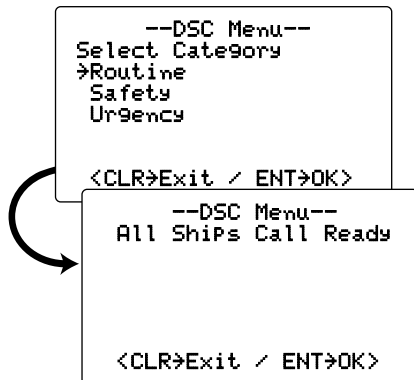 --DSC Menu--
Select Category
→Routine
Safety
Urgency
<CLR→Exit / ENT→OK>
--DSC Menu--
All Ships Call Ready
<CLR→Exit / ENT→OK>